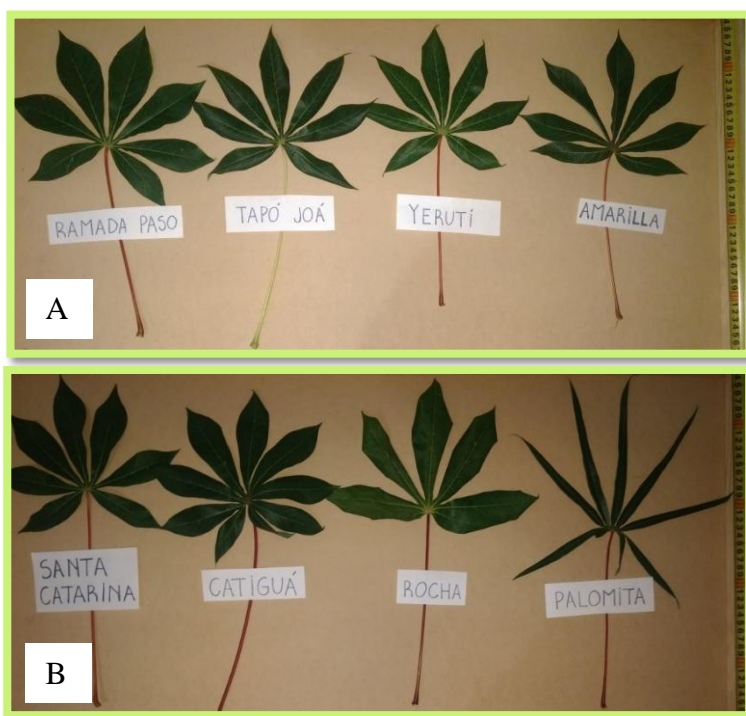 RAMADA PASO
TAPÓ JOÁ
YERUTÍ
AMARILLA
A
SANTA
CATARINA
CATIGUÁ
ROCHA
PALOMITA
B